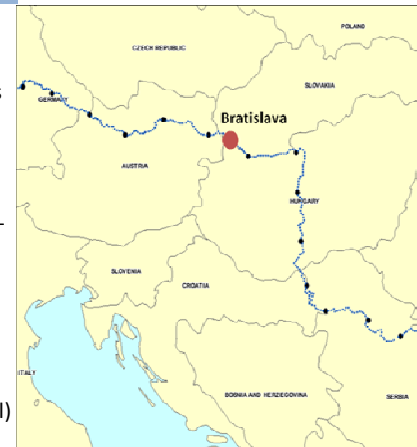 POLAND
CZECH REPUBLIC
SLOVAKIA
GERMANY
Bratislava
AUSTRIA
HUNGARY
SLOVENIA
CROATIA
ITALY
BOSNIA AND HERZEGOVINA
SERBIA